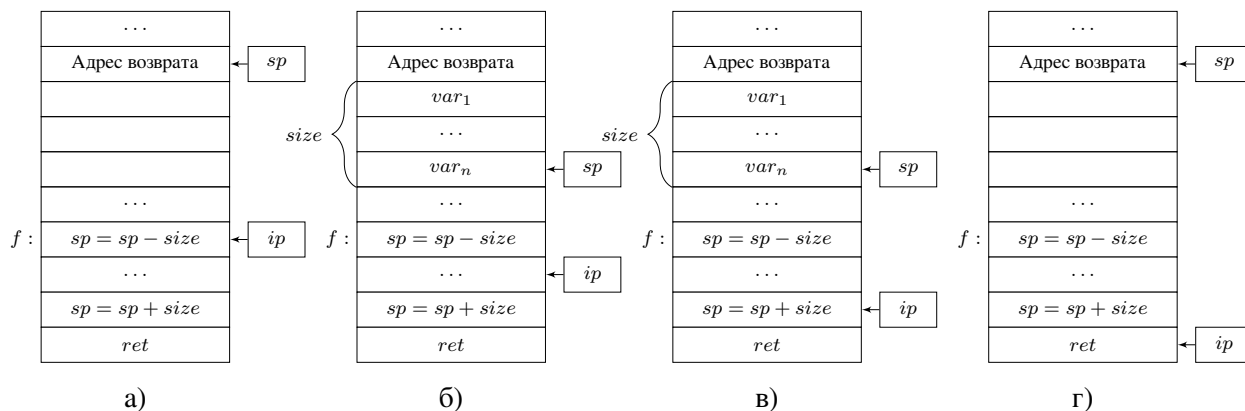 ... ... ... ...
Адрес возврата sp Адрес возврата Адрес возврата Адрес возврата sp
var₁ var₁
size ... size ...
varₙ sp varₙ sp
... ... ... ...
f : sp = sp − size ip f : sp = sp − size f : sp = sp − size f : sp = sp − size
... ... ip ... ...
sp = sp + size sp = sp + size sp = sp + size ip sp = sp + size
ret ret ret ret ip
а) б) в) г)